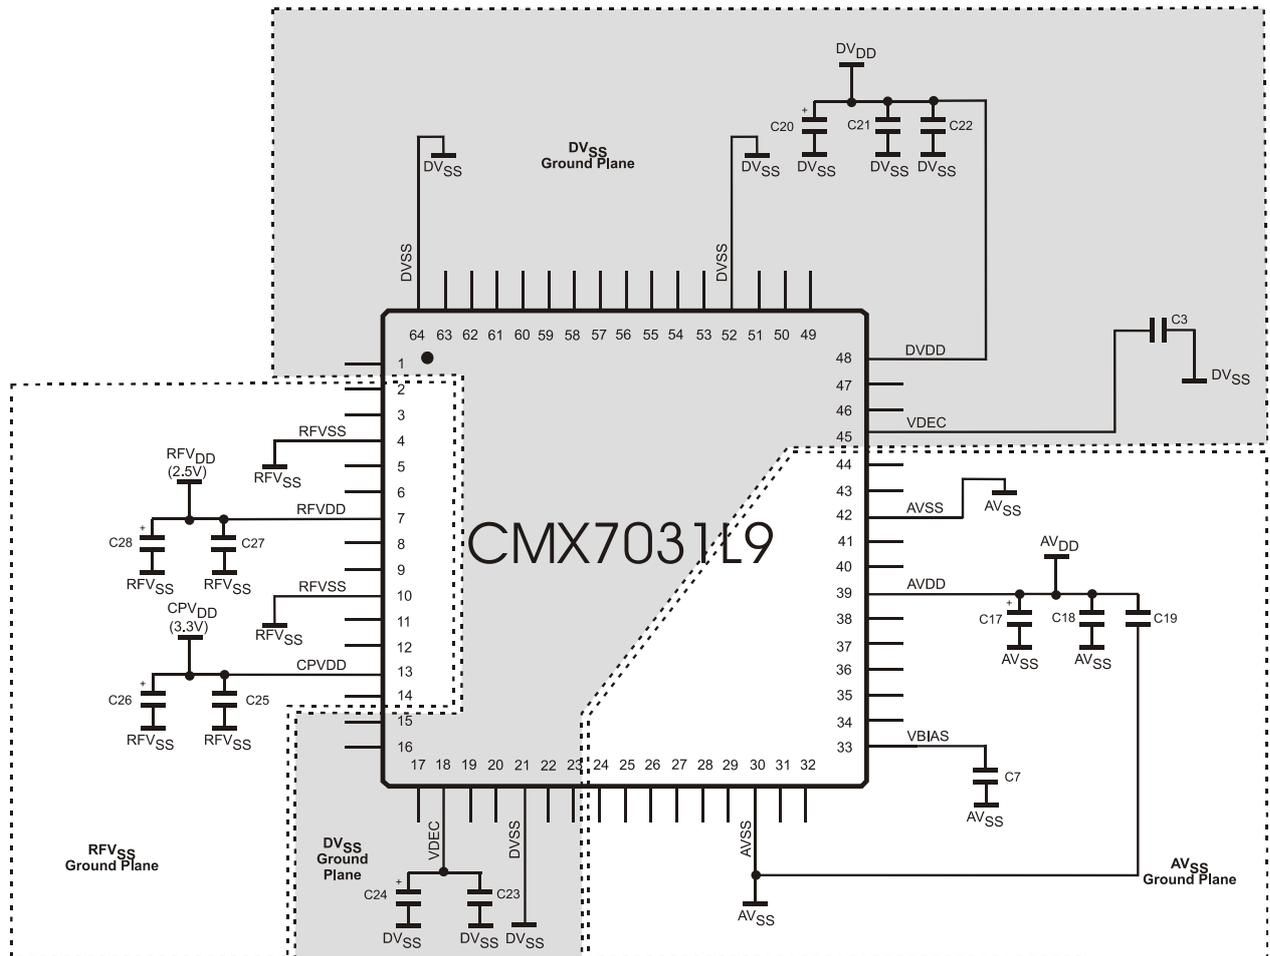 DVDD
+
C20
C21
C22
DVSS
DVSS
DVSS
DVSS
Ground Plane
DVSS
DVSS
DVSS
DVSS
64 63 62 61 60 59 58 57 56 55 54 53 52 51 50 49
C3
DVSS
1
2
3
4
5
6
7
8
9
10
11
12
13
14
15
16
48
47
46
45
44
43
42
41
40
39
38
37
36
35
34
33
DVDD
VDEC
RFVSS
RFVSS
RFVDD
(2.5V)
RFVDD
+
C28
C27
RFVSS
RFVSS
RFVSS
RFVSS
CPVDD
(3.3V)
CPVDD
+
C26
C25
RFVSS
RFVSS
CMX7031L9
AVSS
AVSS
AVDD
AVDD
+
C17
C18
C19
AVSS
AVSS
VBIAS
C7
AVSS
17 18 19 20 21 22 23 24 25 26 27 28 29 30 31 32
RFVSS
Ground Plane
DVSS
Ground
Plane
VDEC
DVSS
+
C24
C23
DVSS
DVSS
DVSS
AVSS
AVSS
AVSS
Ground Plane